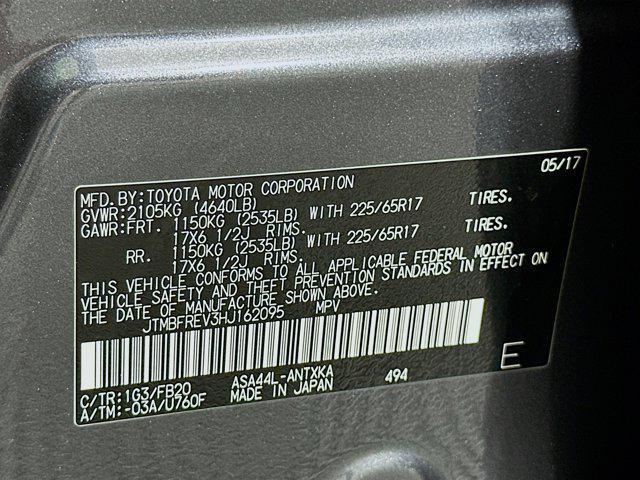 05/17
MFD.BY:TOYOTA MOTOR CORPORATION
GVWR:2105KG (4640LB)
GAWR:FRT. 1150KG (2535LB) WITH 225/65R17 TIRES.
17X6 1/2J RIMS.
RR. 1150KG (2535LB) WITH 225/65R17 TIRES.
17X6 1/2J RIMS.
THIS VEHICLE CONFORMS TO ALL APPLICABLE FEDERAL MOTOR
VEHICLE SAFETY AND THEFT PREVENTION STANDARDS IN EFFECT ON
THE DATE OF MANUFACTURE SHOWN ABOVE.
JTMBFREV3HJ162095 MPV
E
C/TR:1G3/FB20 ASA44L-ANTXKA 494
A/TM:-03A/U760F MADE IN JAPAN